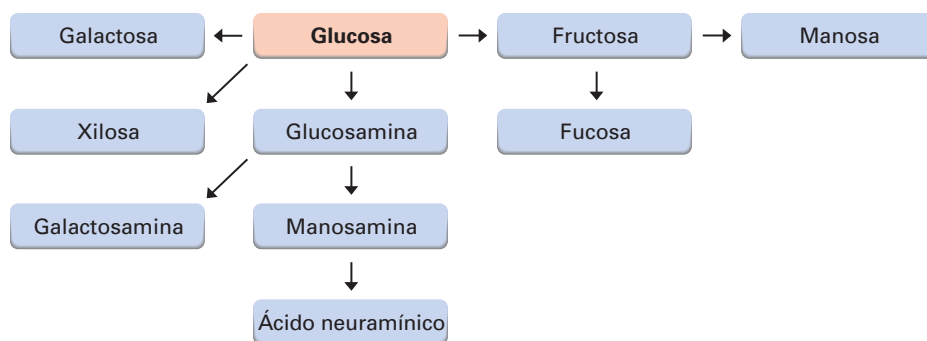 Galactosa
Glucosa
Fructosa
Manosa
Xilosa
Glucosamina
Fucosa
Galactosamina
Manosamina
Ácido neuramínico